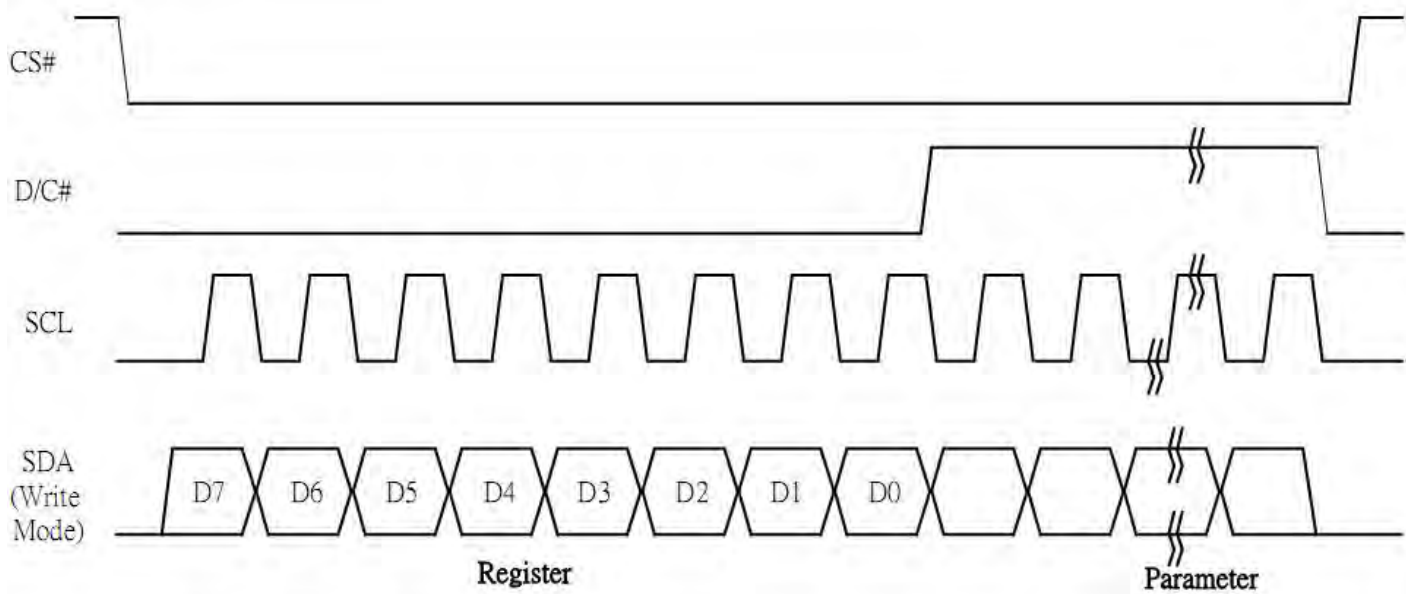 CS#
D/C#
SCL
SDA
(Write
Mode)
D7 D6 D5 D4 D3 D2 D1 D0
Register Parameter